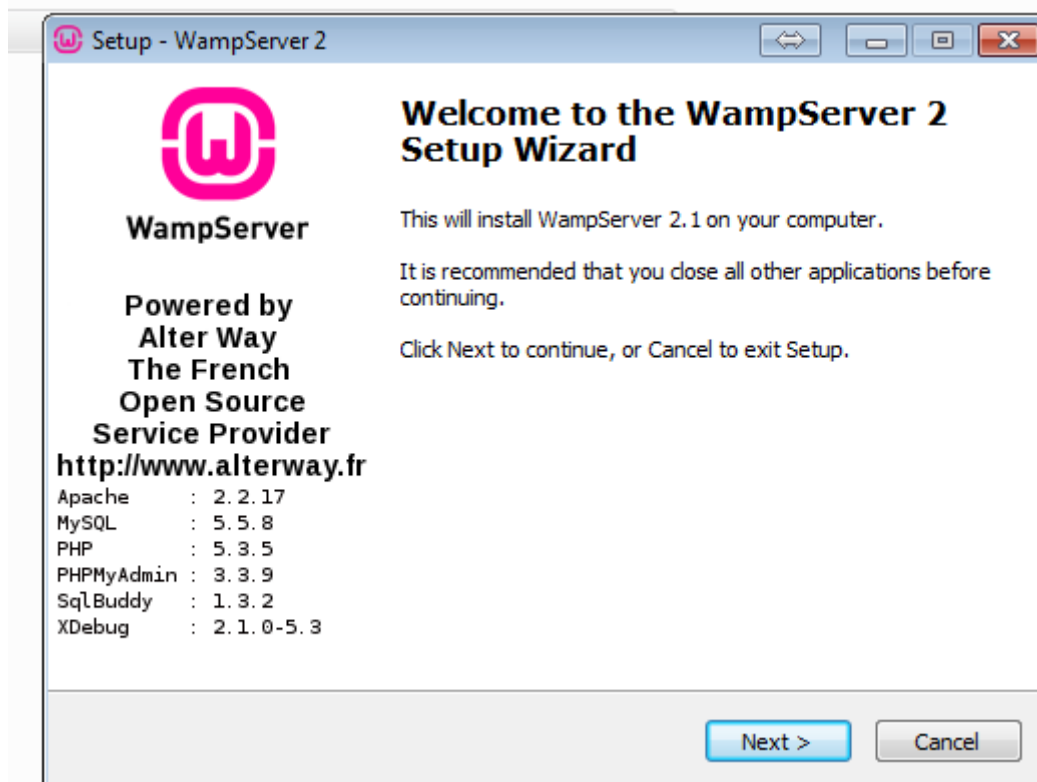 Setup - WampServer 2
WampServer
Powered by
Alter Way
The French
Open Source
Service Provider
http://www.alterway.fr
Apache : 2.2.17
MySQL : 5.5.8
PHP : 5.3.5
PHPMyAdmin : 3.3.9
SqlBuddy : 1.3.2
XDebug : 2.1.0-5.3
Welcome to the WampServer 2
Setup Wizard
This will install WampServer 2.1 on your computer.
It is recommended that you close all other applications before
continuing.
Click Next to continue, or Cancel to exit Setup.
Next >
Cancel